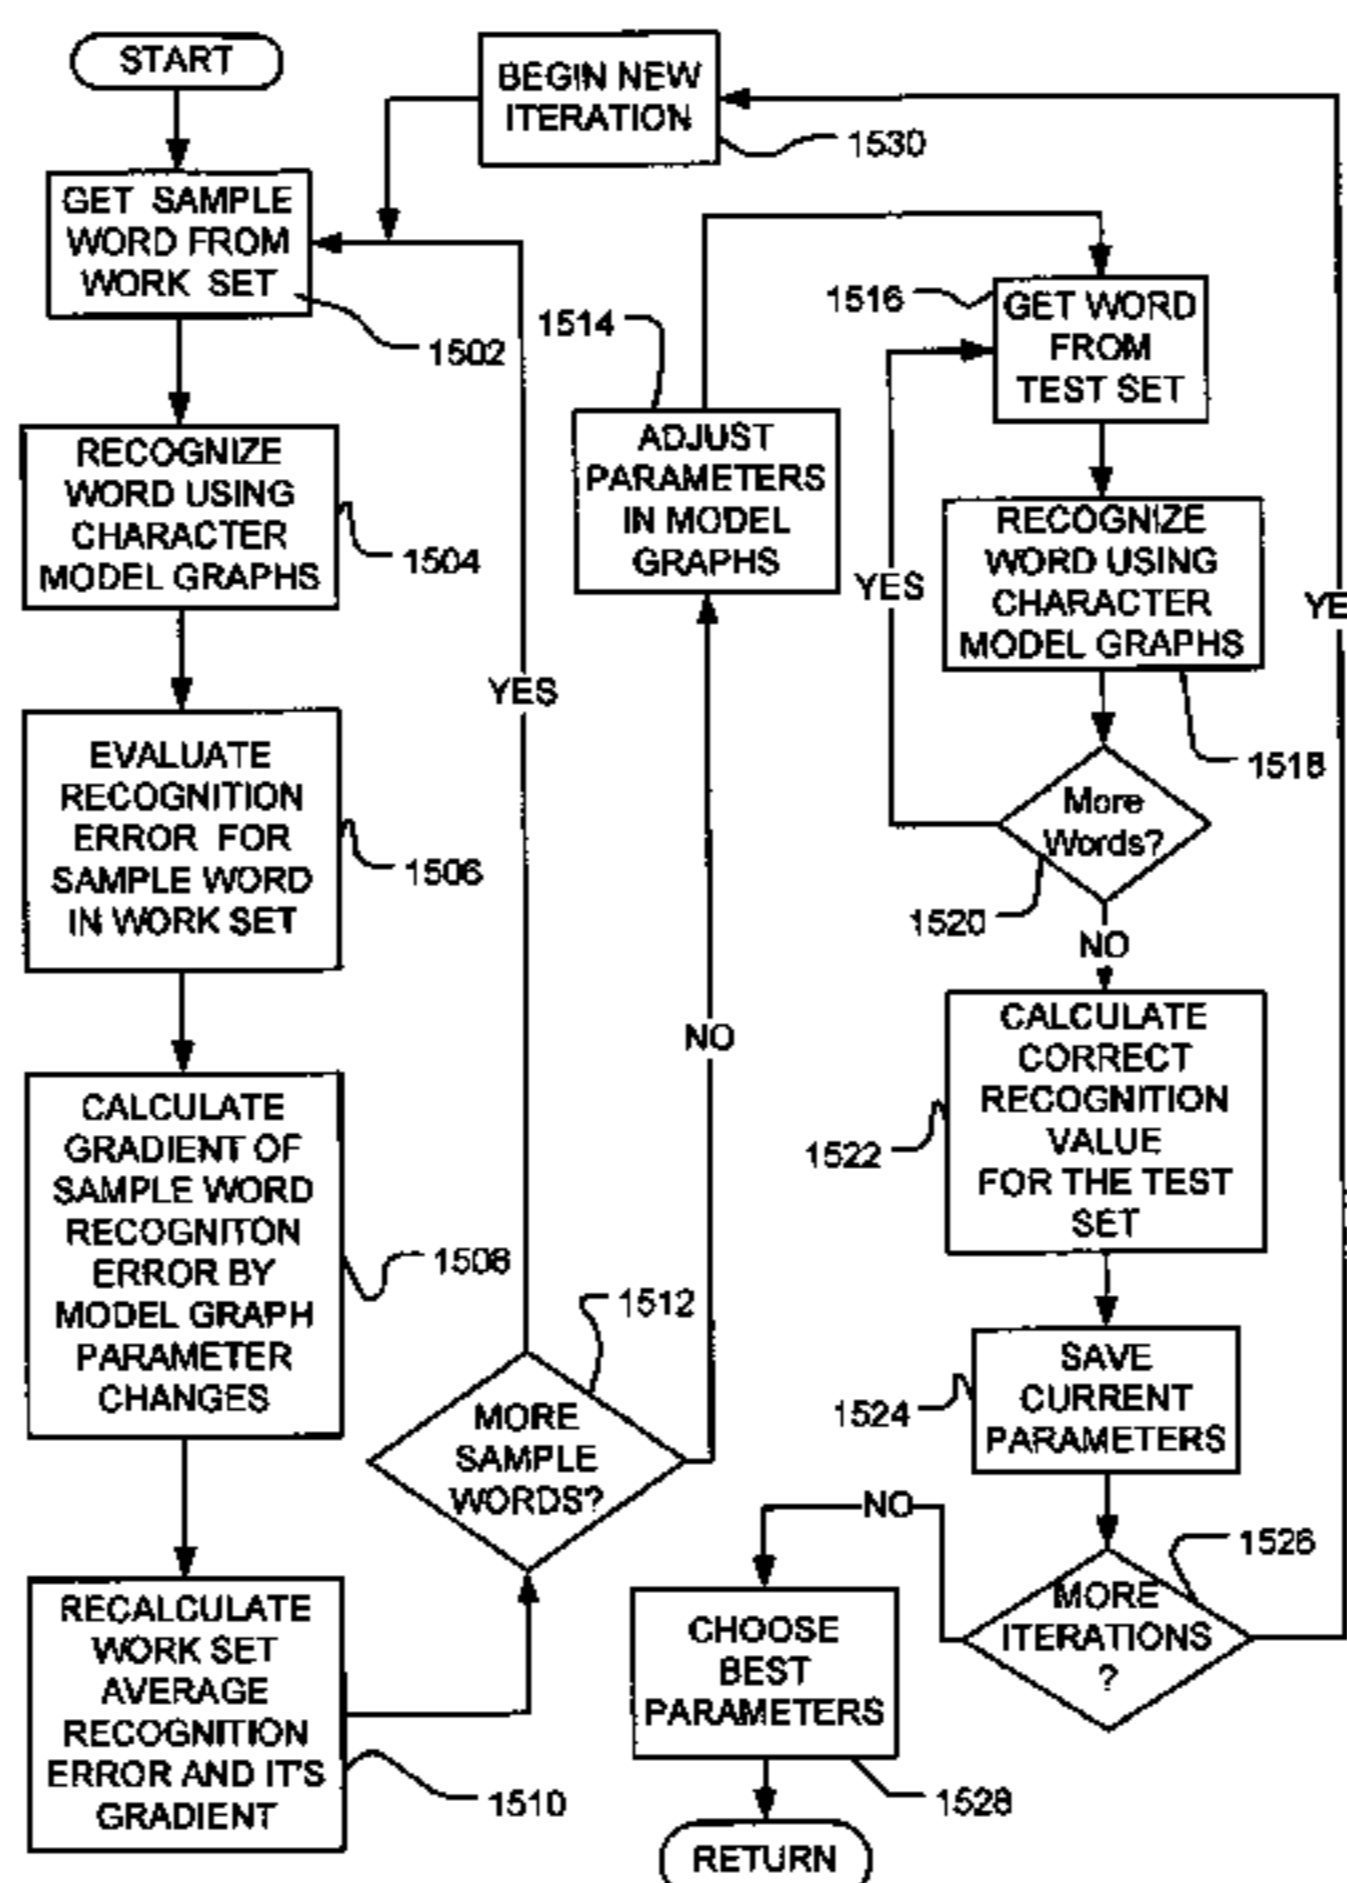 START
GET SAMPLE
WORD FROM
WORK SET
1502
RECOGNIZE
WORD USING
CHARACTER
MODEL GRAPHS
1504
EVALUATE
RECOGNITION
ERROR FOR
SAMPLE WORD
IN WORK SET
1506
CALCULATE
GRADIENT OF
SAMPLE WORD
RECOGNITON
ERROR BY
MODEL GRAPH
PARAMETER
CHANGES
1508
RECALCULATE
WORK SET
AVERAGE
RECOGNITION
ERROR AND IT'S
GRADIENT
1510
MORE
SAMPLE
WORDS?
1512
YES
NO
BEGIN NEW
ITERATION
1530
1514
ADJUST
PARAMETERS
IN MODEL
GRAPHS
1516
GET WORD
FROM
TEST SET
RECOGNIZE
WORD USING
CHARACTER
MODEL GRAPHS
1518
YES
More
Words?
1520
NO
CALCULATE
CORRECT
RECOGNITION
VALUE
FOR THE TEST
SET
1522
SAVE
CURRENT
PARAMETERS
1524
MORE
ITERATIONS
?
1526
YE
NO
CHOOSE
BEST
PARAMETERS
1528
RETURN